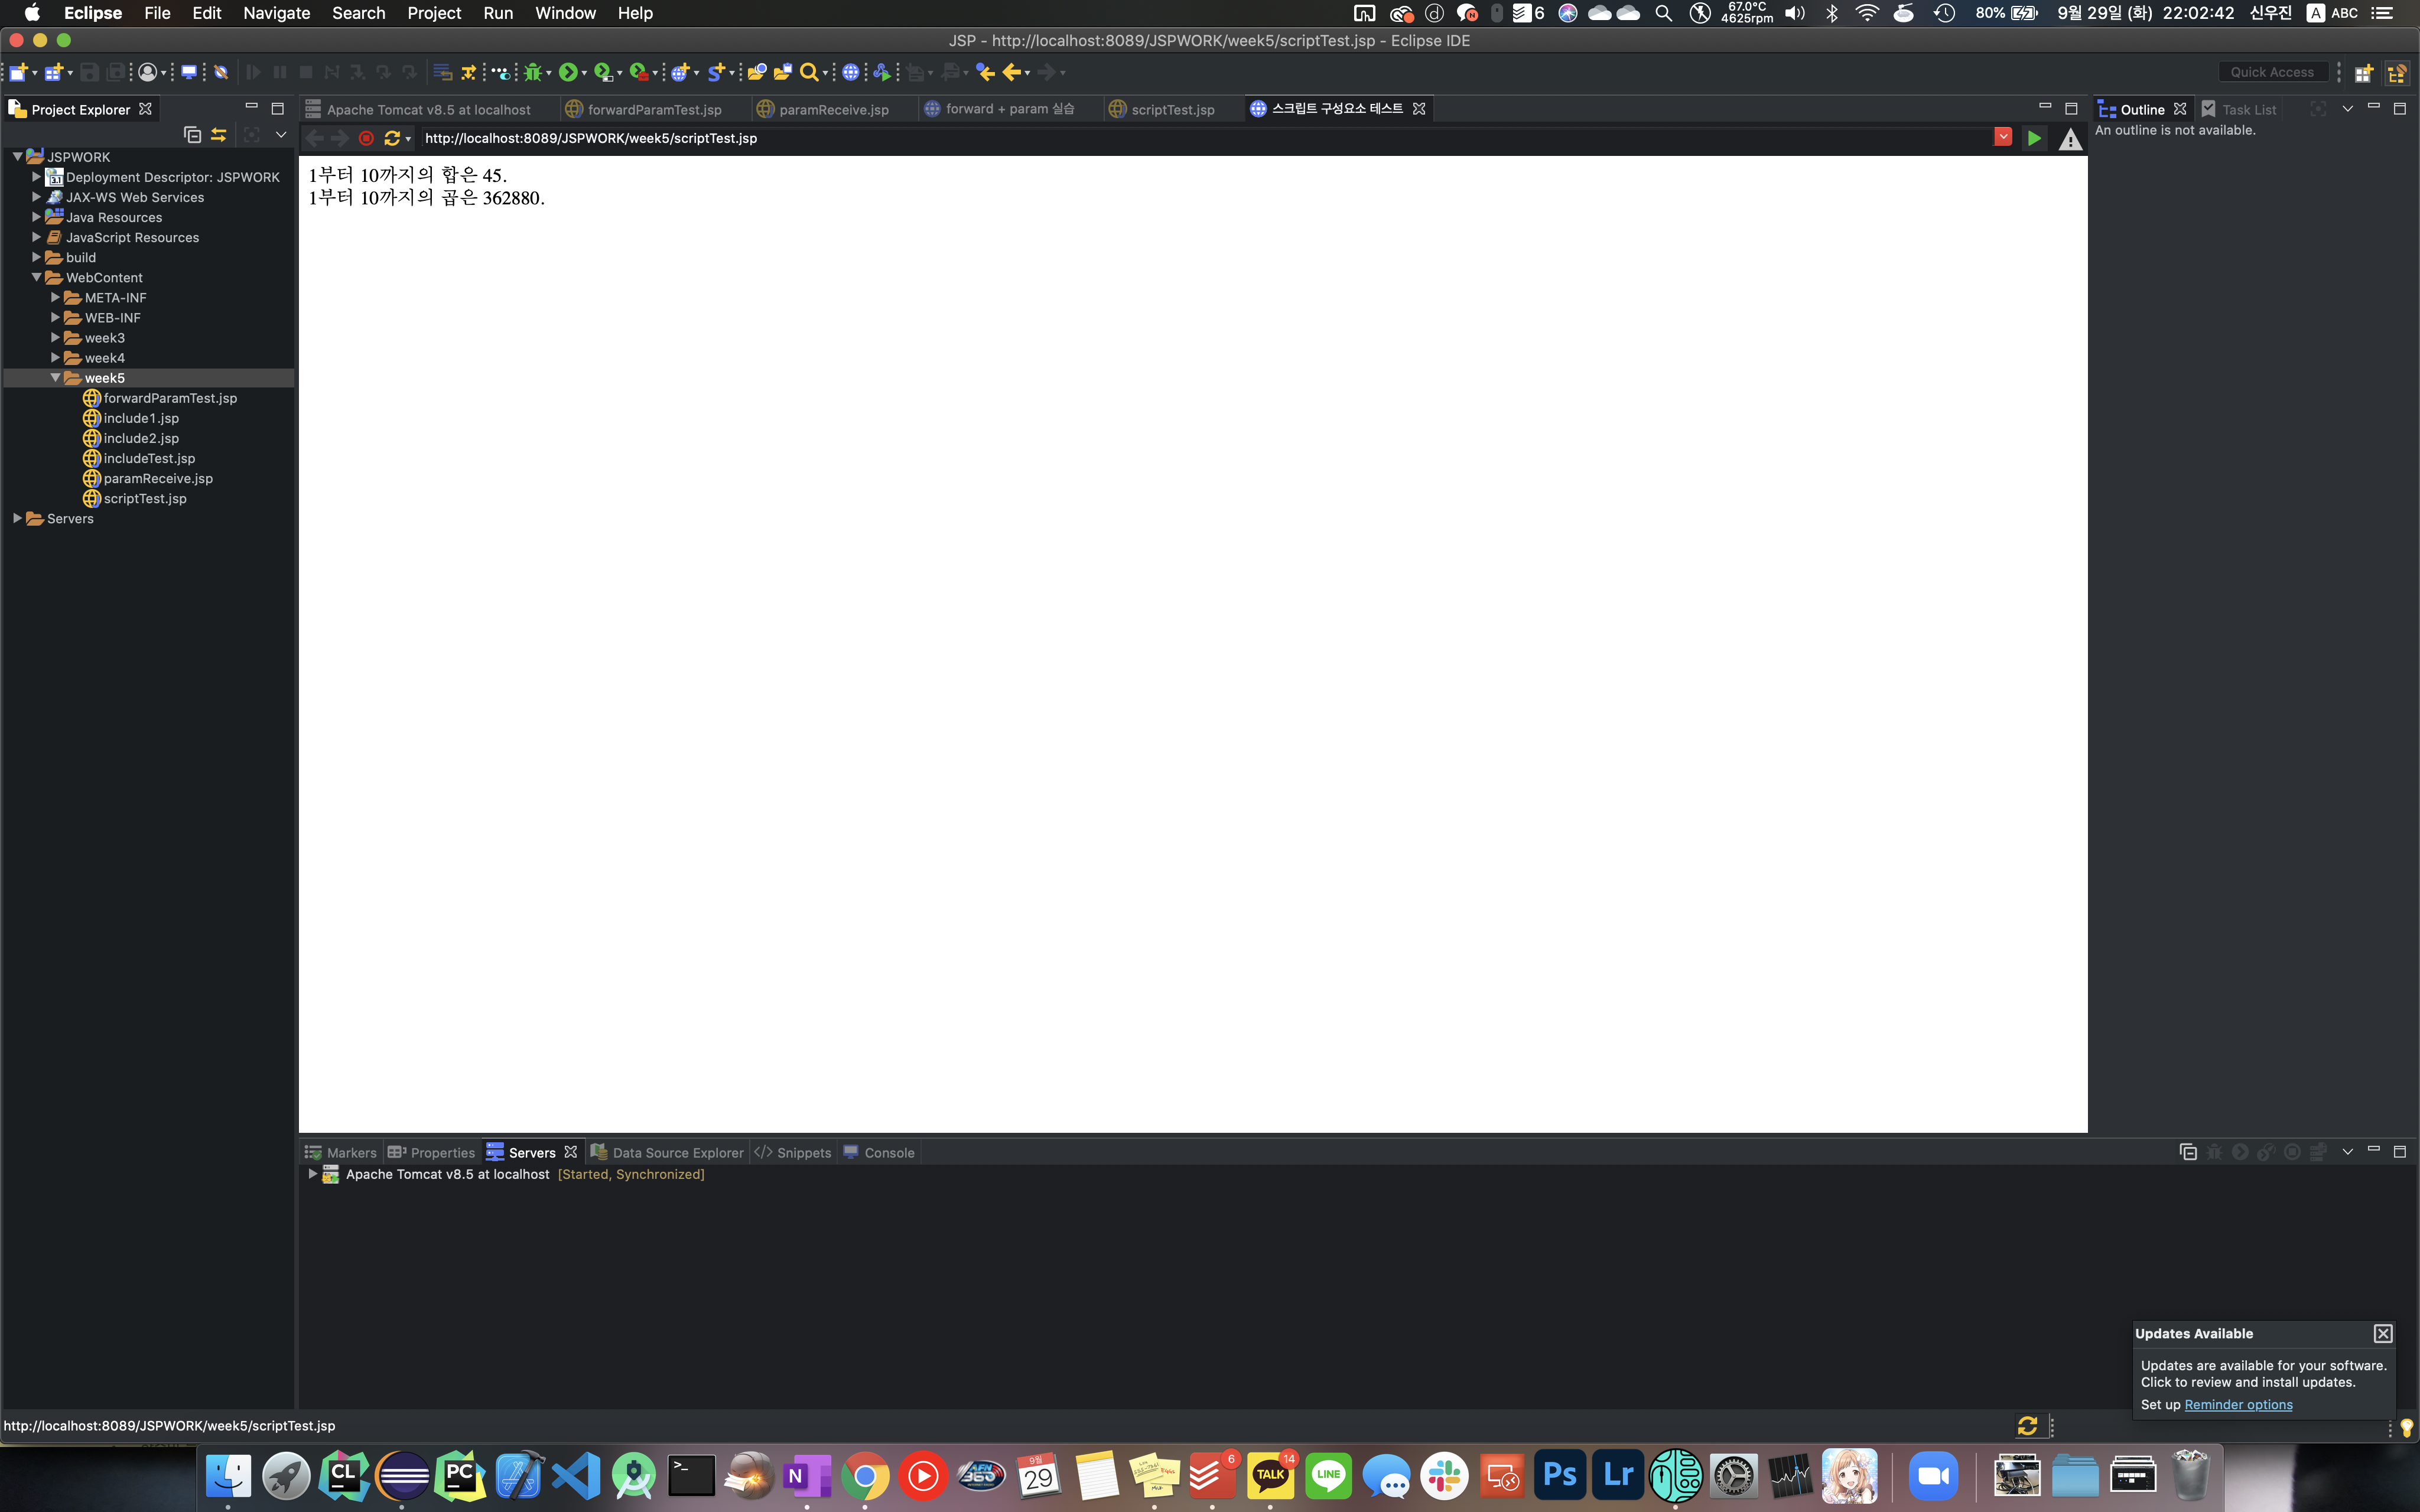 Eclipse File Edit Navigate Search Project Run Window Help
6 67.0°C 4625rpm 80% 9월 29일 (화) 22:02:42 신우진 A ABC
JSP - http://localhost:8089/JSPWORK/week5/scriptTest.jsp - Eclipse IDE
Quick Access
Project Explorer
JSPWORK
Deployment Descriptor: JSPWORK
JAX-WS Web Services
Java Resources
JavaScript Resources
build
WebContent
META-INF
WEB-INF
week3
week4
week5
forwardParamTest.jsp
include1.jsp
include2.jsp
includeTest.jsp
paramReceive.jsp
scriptTest.jsp
Servers
Apache Tomcat v8.5 at localhost forwardParamTest.jsp paramReceive.jsp forward + param 실습 scriptTest.jsp 스크립트 구성요소 테스트
http://localhost:8089/JSPWORK/week5/scriptTest.jsp
1부터 10까지의 합은 45.
1부터 10까지의 곱은 362880.
Outline Task List
An outline is not available.
Markers Properties Servers Data Source Explorer Snippets Console
Apache Tomcat v8.5 at localhost [Started, Synchronized]
Updates Available
Updates are available for your software.
Click to review and install updates.
Set up Reminder options
http://localhost:8089/JSPWORK/week5/scriptTest.jsp
CL PC N 9월 29 6 TALK 14 LINE Ps Lr